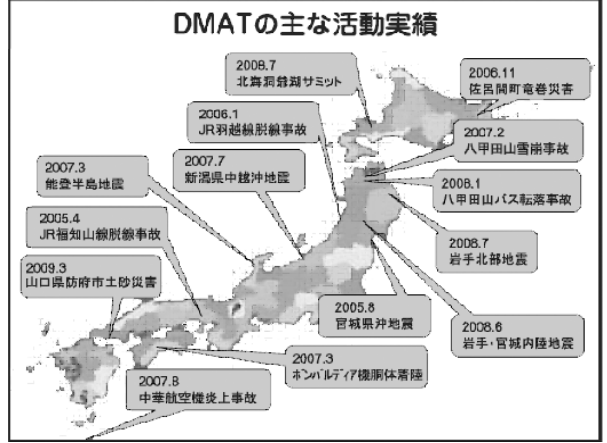 DMATの主な活動実績
2008.7
北海洞爺湖サミット
2006.11
佐呂間町竜巻災害
2006.1
JR羽越線脱線事故
2007.2
八甲田山雪崩事故
2007.3
能登半島地震
2007.7
新潟県中越沖地震
2008.1
八甲田山バス転落事故
2005.4
JR福知山線脱線事故
2008.7
岩手北部地震
2009.3
山口県防府市土砂災害
2005.8
宮城県沖地震
2008.6
岩手・宮城内陸地震
2007.3
ボンバルディア機胴体着陸
2007.8
中華航空機炎上事故